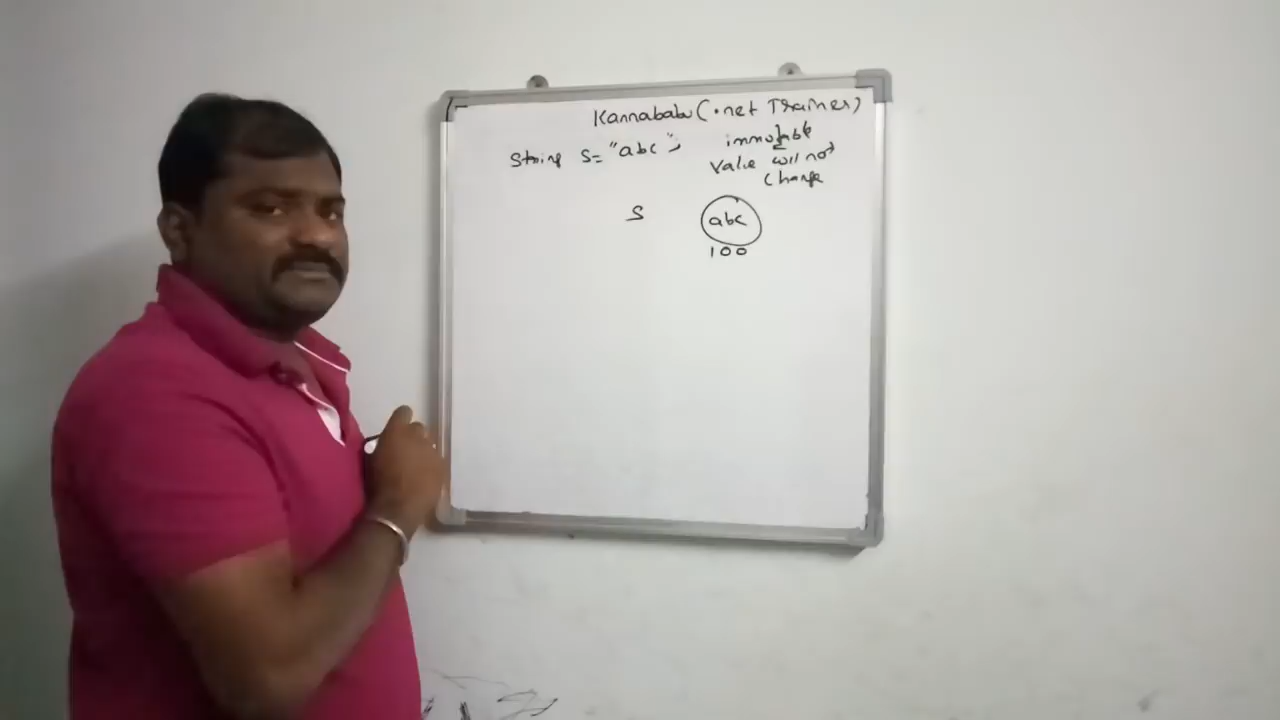 Kannababu (.net Trainer)
String S= "abc";
immutable
value will not
change
S
abc
100